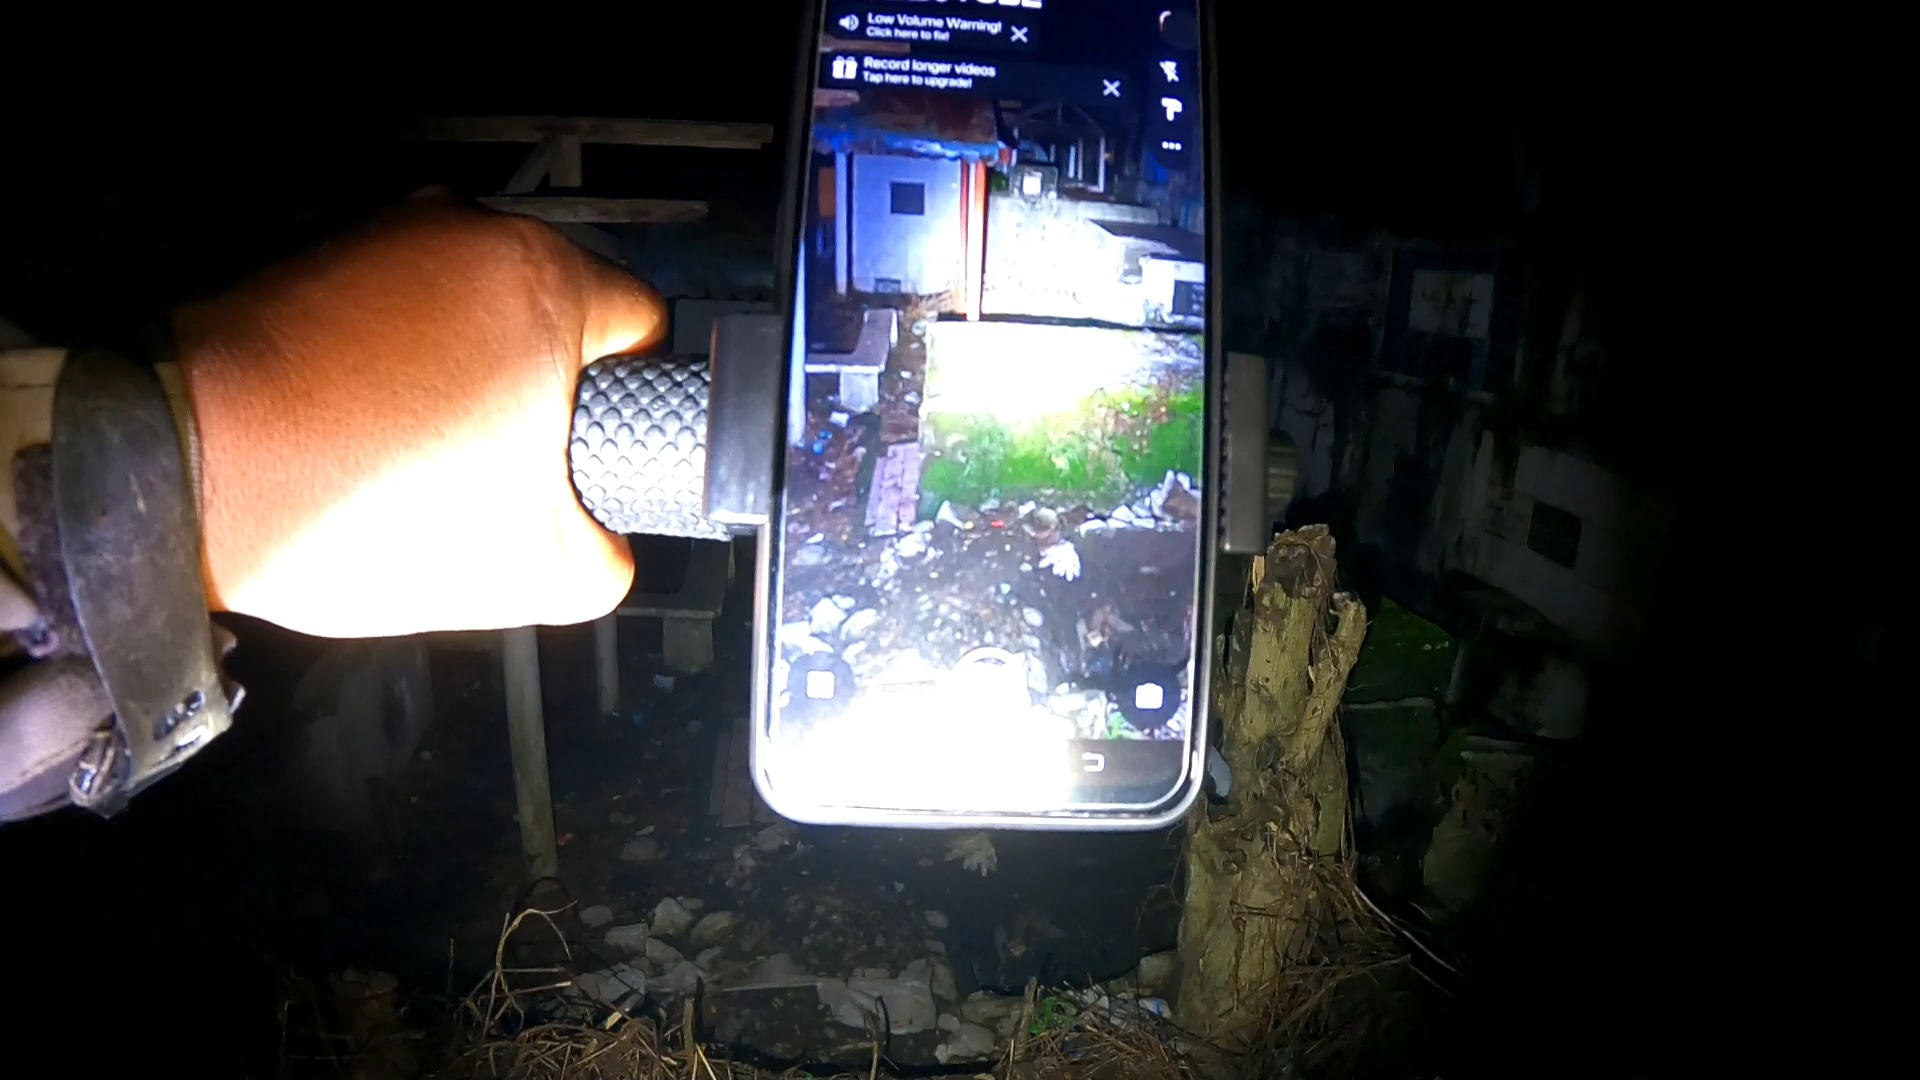 Low Volume Warning!
Click here to fix!
Record longer videos
Tap here to upgrade!